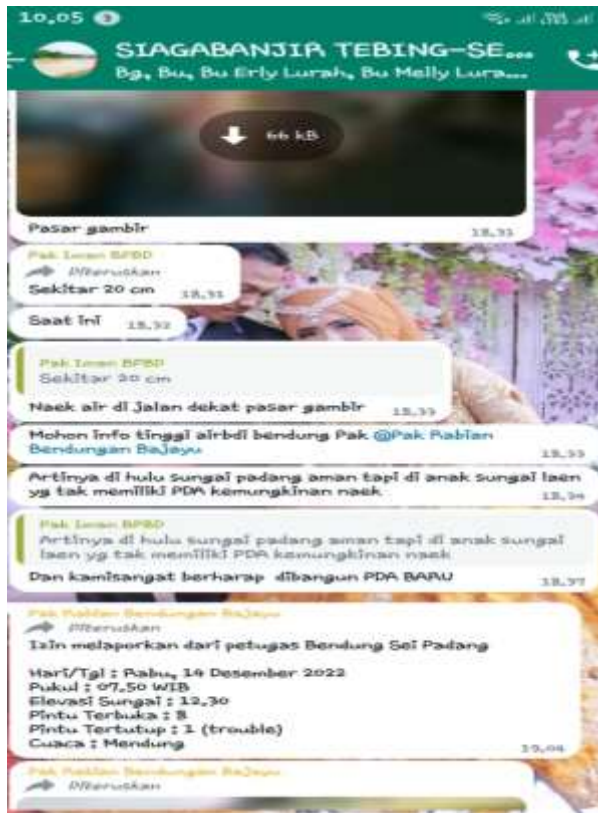 10,05
SIAGABANJIR TEBING-SE...
Bg, Bu, Bu Erly Lurah, Bu Melly Lura...
66 kB
Pasar gambir
18,31
Pak Iwan BPBD
Diteruskan
Sekitar 20 cm 18,31
Saat ini 18,33
Pak Iwan BPBD
Sekitar 20 cm
Naek air di jalan dekat pasar gambir 18,33
Mohon info tinggi airbdi bendung Pak @Pak Rabian
Bendungan Bajayu 18,33
Artinya di hulu sungai padang aman tapi di anak sungai laen
yg tak memiliki PDA kemungkinan naek 18,34
Pak Iwan BPBD
Artinya di hulu sungai padang aman tapi di anak sungai
laen yg tak memiliki PDA kemungkinan naek
Dan kamisangat berharap dibangun PDA BARU 18,37
Pak Rabian Bendungan Bajayu
Diteruskan
Izin melaporkan dari petugas Bendung Sei Padang
Hari/Tgl : Rabu, 14 Desember 2022
Pukul : 07,50 WIB
Elevasi Sungai : 12,30
Pintu Terbuka : 8
Pintu Tertutup : 1 (trouble)
Cuaca : Mendung
19,04
Pak Rabian Bendungan Bajayu
Diteruskan